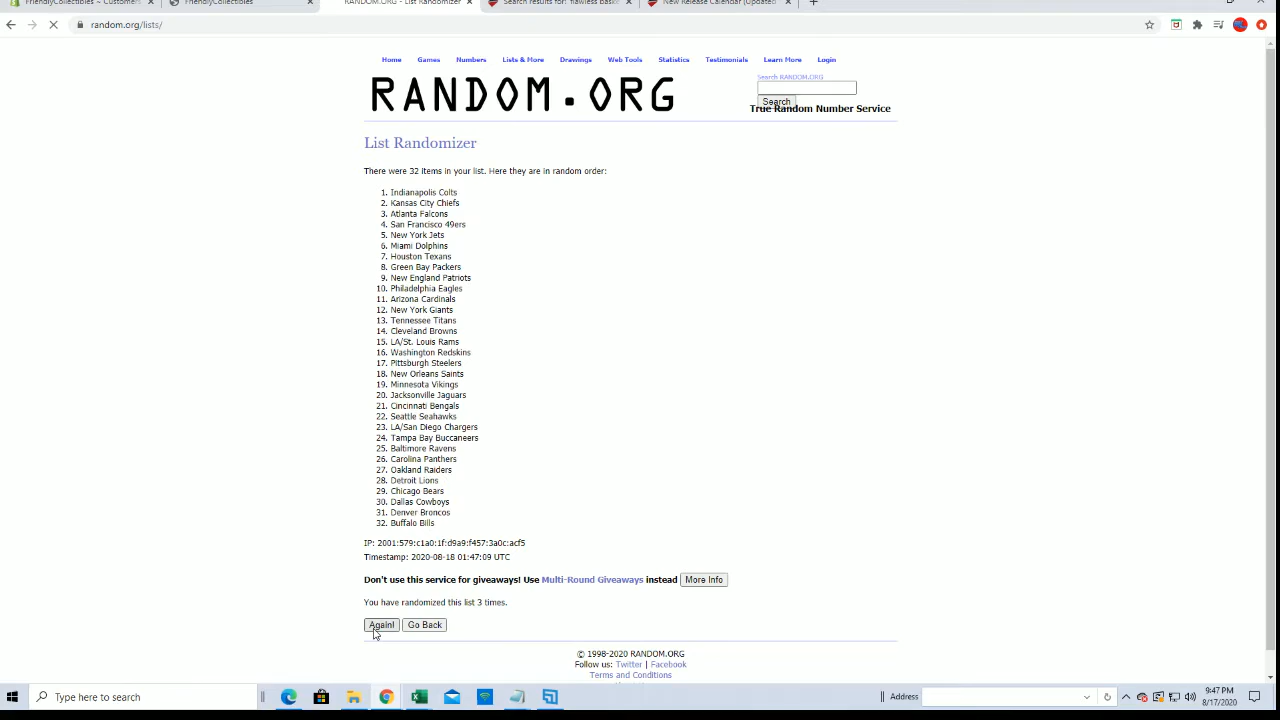 FriendlyCollectibles ~ Customers
FriendlyCollectibles
RANDOM.ORG - List Randomizer
Search results for: flawless bask
New Release Calendar (Updated
random.org/lists/
Home Games Numbers Lists & More Drawings Web Tools Statistics Testimonials Learn More Login
Search RANDOM.ORG
RANDOM.ORG
Search
True Random Number Service
List Randomizer
There were 32 items in your list. Here they are in random order:
1. Indianapolis Colts
2. Kansas City Chiefs
3. Atlanta Falcons
4. San Francisco 49ers
5. New York Jets
6. Miami Dolphins
7. Houston Texans
8. Green Bay Packers
9. New England Patriots
10. Philadelphia Eagles
11. Arizona Cardinals
12. New York Giants
13. Tennessee Titans
14. Cleveland Browns
15. LA/St. Louis Rams
16. Washington Redskins
17. Pittsburgh Steelers
18. New Orleans Saints
19. Minnesota Vikings
20. Jacksonville Jaguars
21. Cincinnati Bengals
22. Seattle Seahawks
23. LA/San Diego Chargers
24. Tampa Bay Buccaneers
25. Baltimore Ravens
26. Carolina Panthers
27. Oakland Raiders
28. Detroit Lions
29. Chicago Bears
30. Dallas Cowboys
31. Denver Broncos
32. Buffalo Bills
IP: 2001:579:c1a0:1f:d9a9:f457:3a0c:acf5
Timestamp: 2020-08-18 01:47:09 UTC
Don't use this service for giveaways! Use Multi-Round Giveaways instead More Info
You have randomized this list 3 times.
Again! Go Back
© 1998-2020 RANDOM.ORG
Follow us: Twitter | Facebook
Terms and Conditions
Type here to search
Address
9:47 PM
8/17/2020